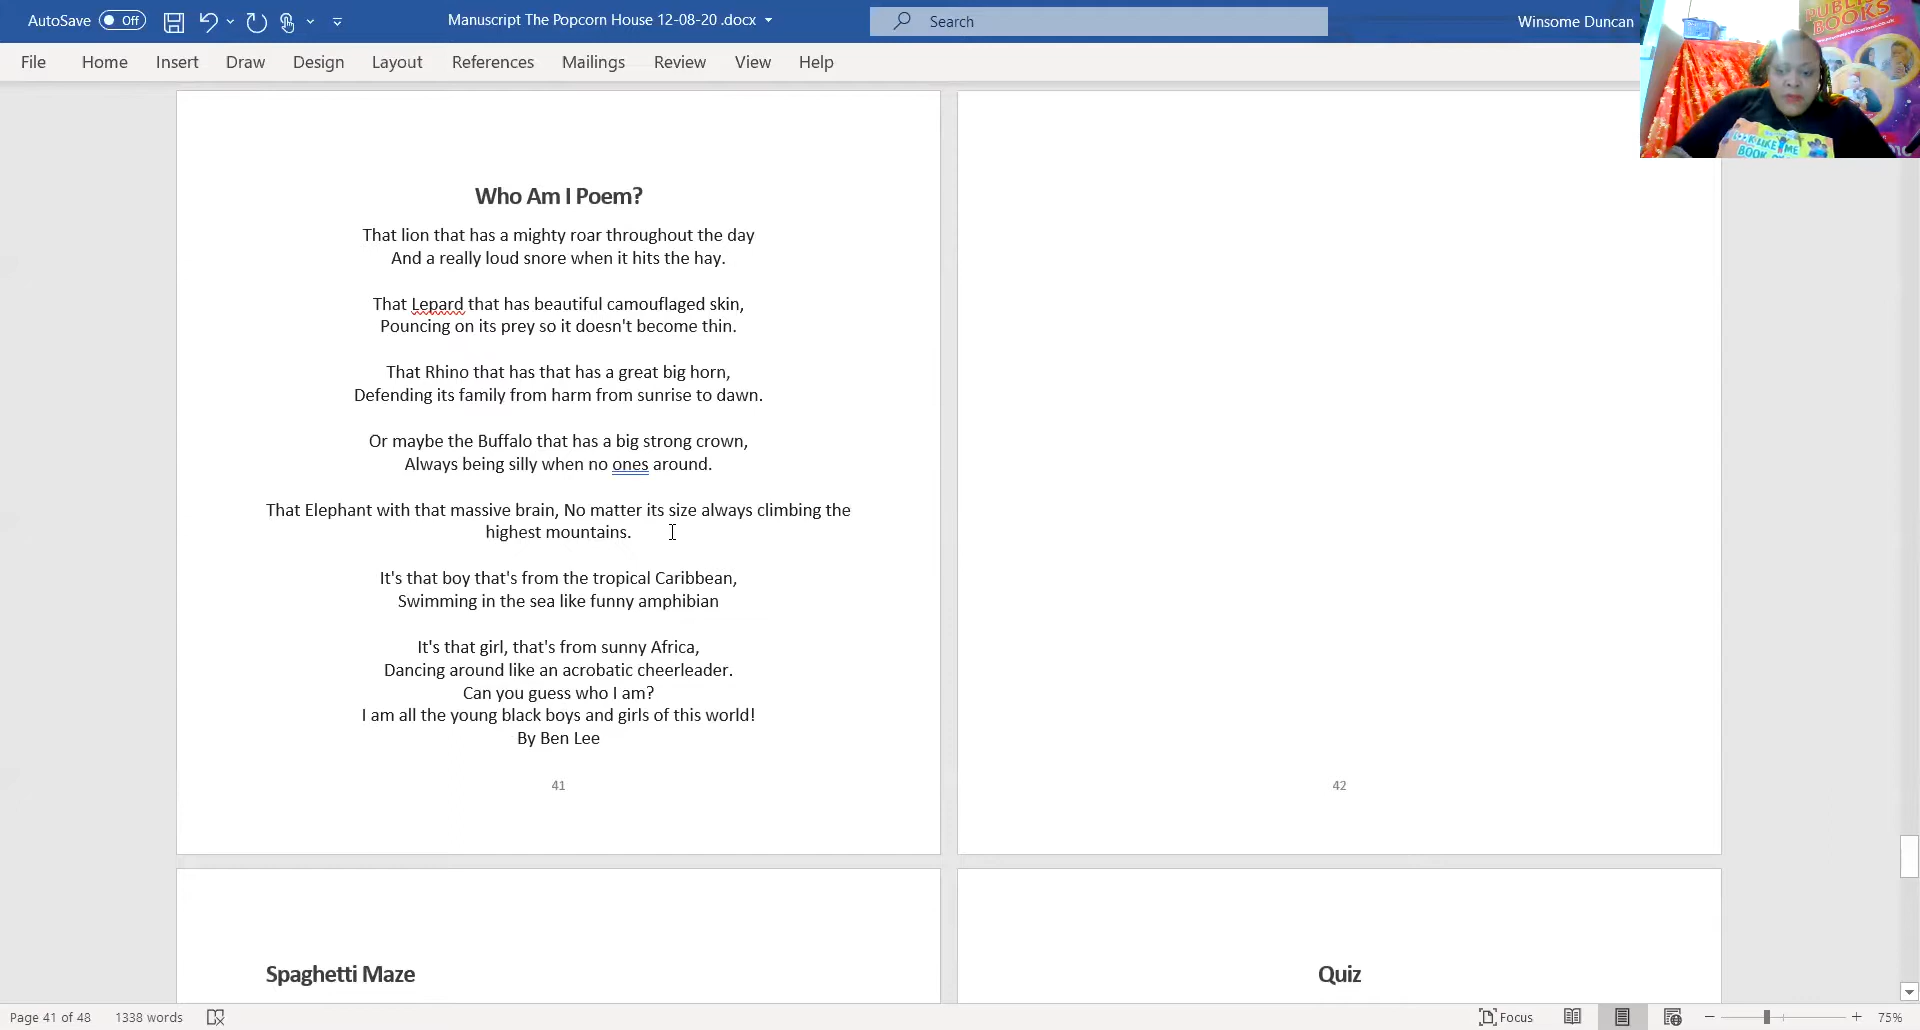 AutoSave Off Manuscript The Popcorn House 12-08-20 .docx Search Winsome Duncan
File Home Insert Draw Design Layout References Mailings Review View Help
PUBLI
BOOKS
K LIKE ME
BOOK
Who Am I Poem?
That lion that has a mighty roar throughout the day
And a really loud snore when it hits the hay.
That Lepard that has beautiful camouflaged skin,
Pouncing on its prey so it doesn't become thin.
That Rhino that has that has a great big horn,
Defending its family from harm from sunrise to dawn.
Or maybe the Buffalo that has a big strong crown,
Always being silly when no ones around.
That Elephant with that massive brain, No matter its size always climbing the
highest mountains.
It's that boy that's from the tropical Caribbean,
Swimming in the sea like funny amphibian
It's that girl, that's from sunny Africa,
Dancing around like an acrobatic cheerleader.
Can you guess who I am?
I am all the young black boys and girls of this world!
By Ben Lee
41
42
Spaghetti Maze
Quiz
Page 41 of 48 1338 words Focus 75%